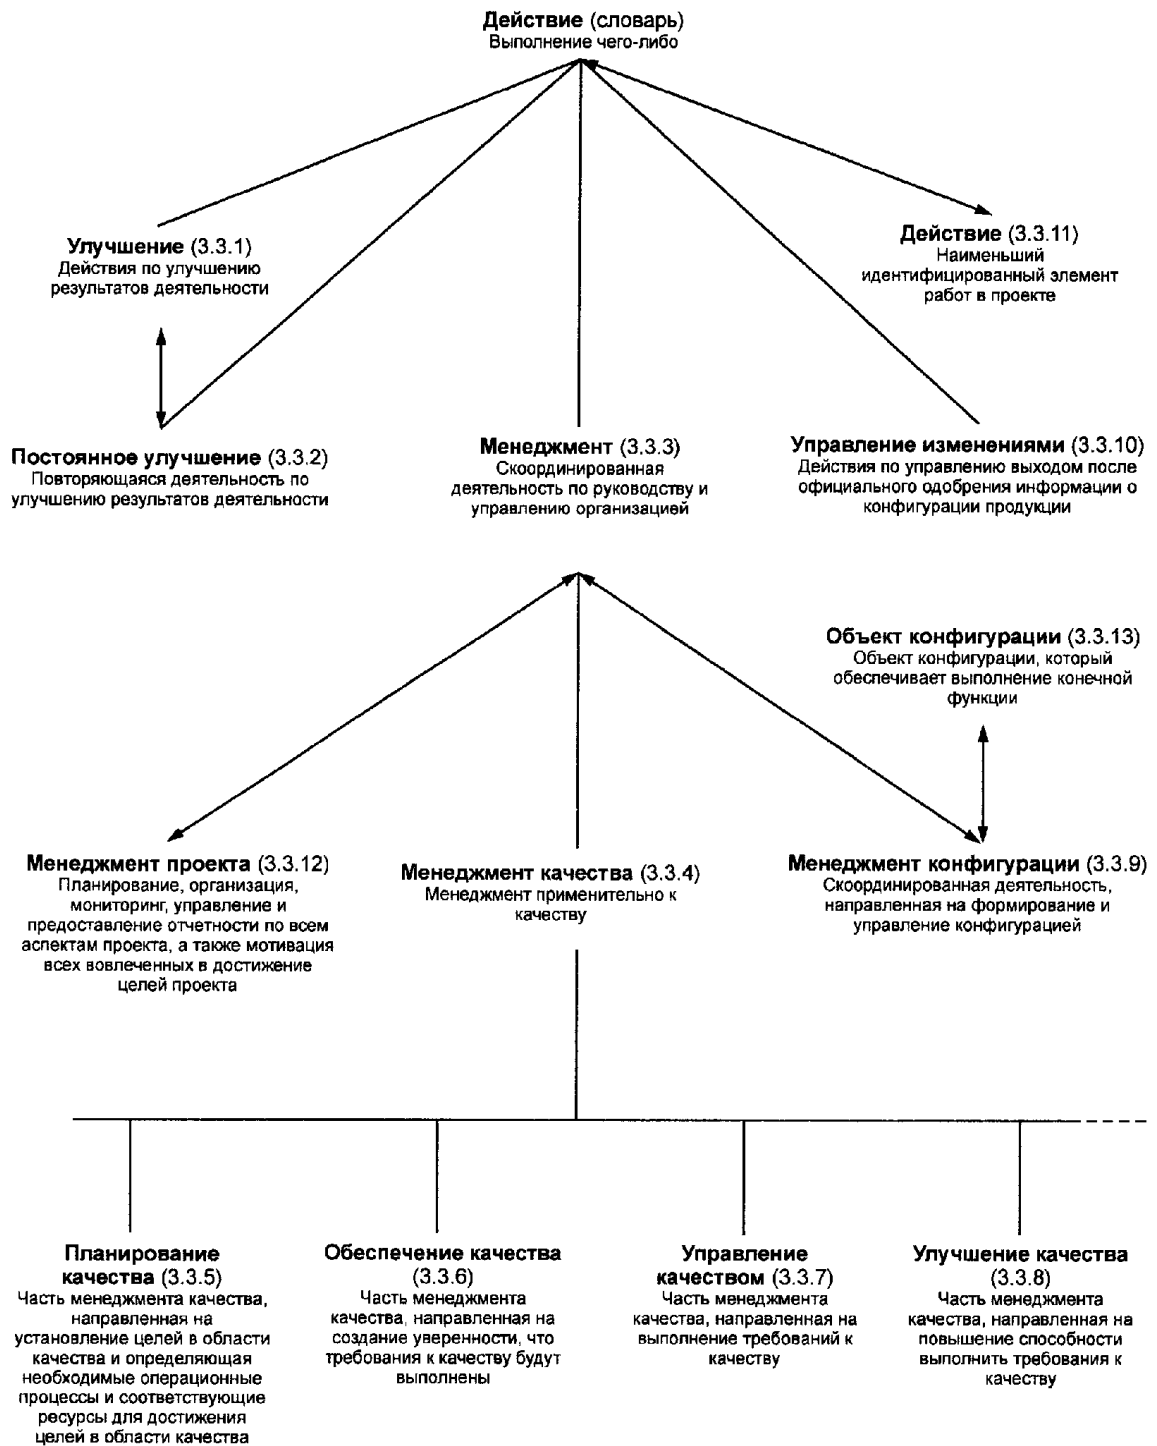 Действие (словарь)
Выполнение чего-либо
Улучшение (3.3.1)
Действия по улучшению
результатов деятельности
Действие (3.3.11)
Наименьший
идентифицированный элемент
работ в проекте
Постоянное улучшение (3.3.2)
Повторяющаяся деятельность по
улучшению результатов деятельности
Менеджмент (3.3.3)
Скоординированная
деятельность по руководству и
управлению организацией
Управление изменениями (3.3.10)
Действия по управлению выходом после
официального одобрения информации о
конфигурации продукции
Объект конфигурации (3.3.13)
Объект конфигурации, который
обеспечивает выполнение конечной
функции
Менеджмент проекта (3.3.12)
Планирование, организация,
мониторинг, управление и
предоставление отчетности по всем
аспектам проекта, а также мотивация
всех вовлеченных в достижение
целей проекта
Менеджмент качества (3.3.4)
Менеджмент применительно к
качеству
Менеджмент конфигурации (3.3.9)
Скоординированная деятельность,
направленная на формирование и
управление конфигурацией
Планирование
качества (3.3.5)
Часть менеджмента качества,
направленная на
установление целей в области
качества и определяющая
необходимые операционные
процессы и соответствующие
ресурсы для достижения
целей в области качества
Обеспечение качества
(3.3.6)
Часть менеджмента
качества, направленная на
создание уверенности, что
требования к качеству будут
выполнены
Управление
качеством (3.3.7)
Часть менеджмента
качества, направленная на
выполнение требований к
качеству
Улучшение качества
(3.3.8)
Часть менеджмента
качества, направленная на
повышение способности
выполнить требования к
качеству